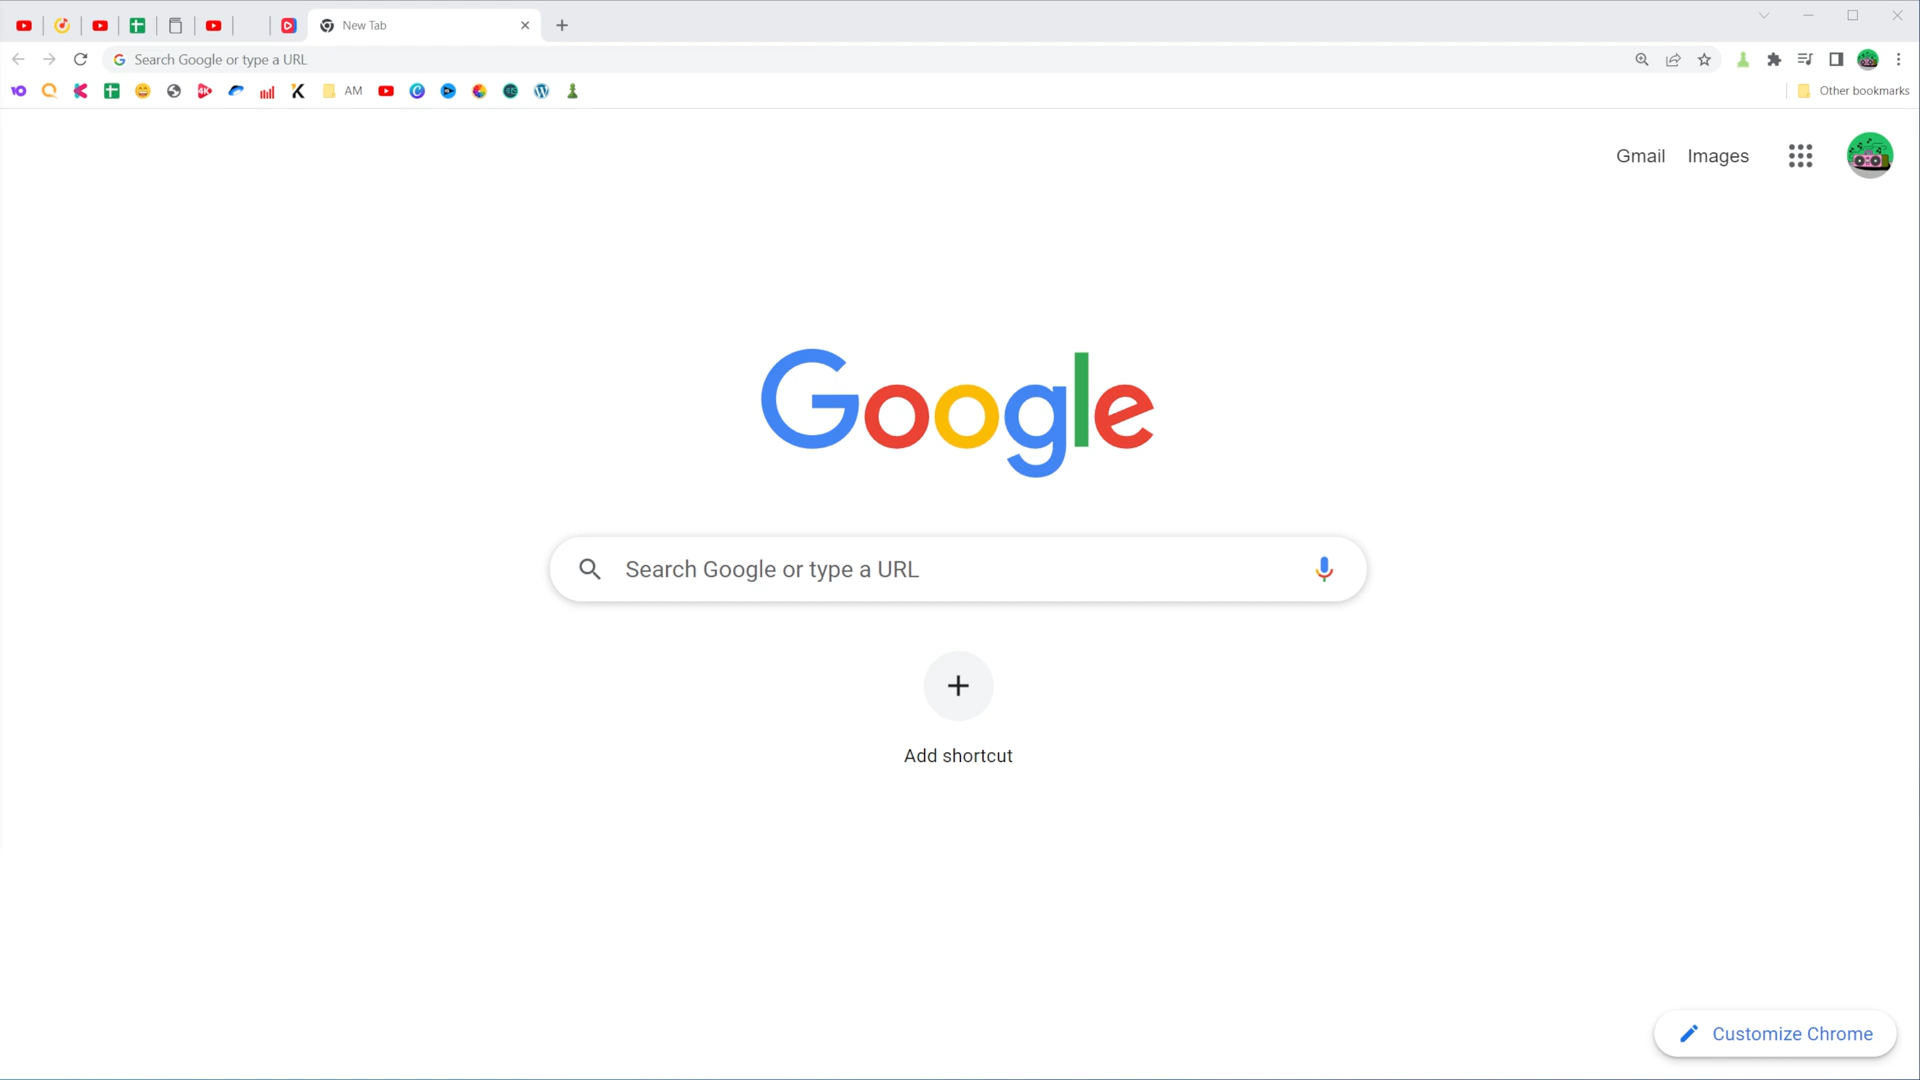 New Tab
Search Google or type a URL
4K
AM
Other bookmarks
Gmail Images
Google
Search Google or type a URL
Add shortcut
Customize Chrome